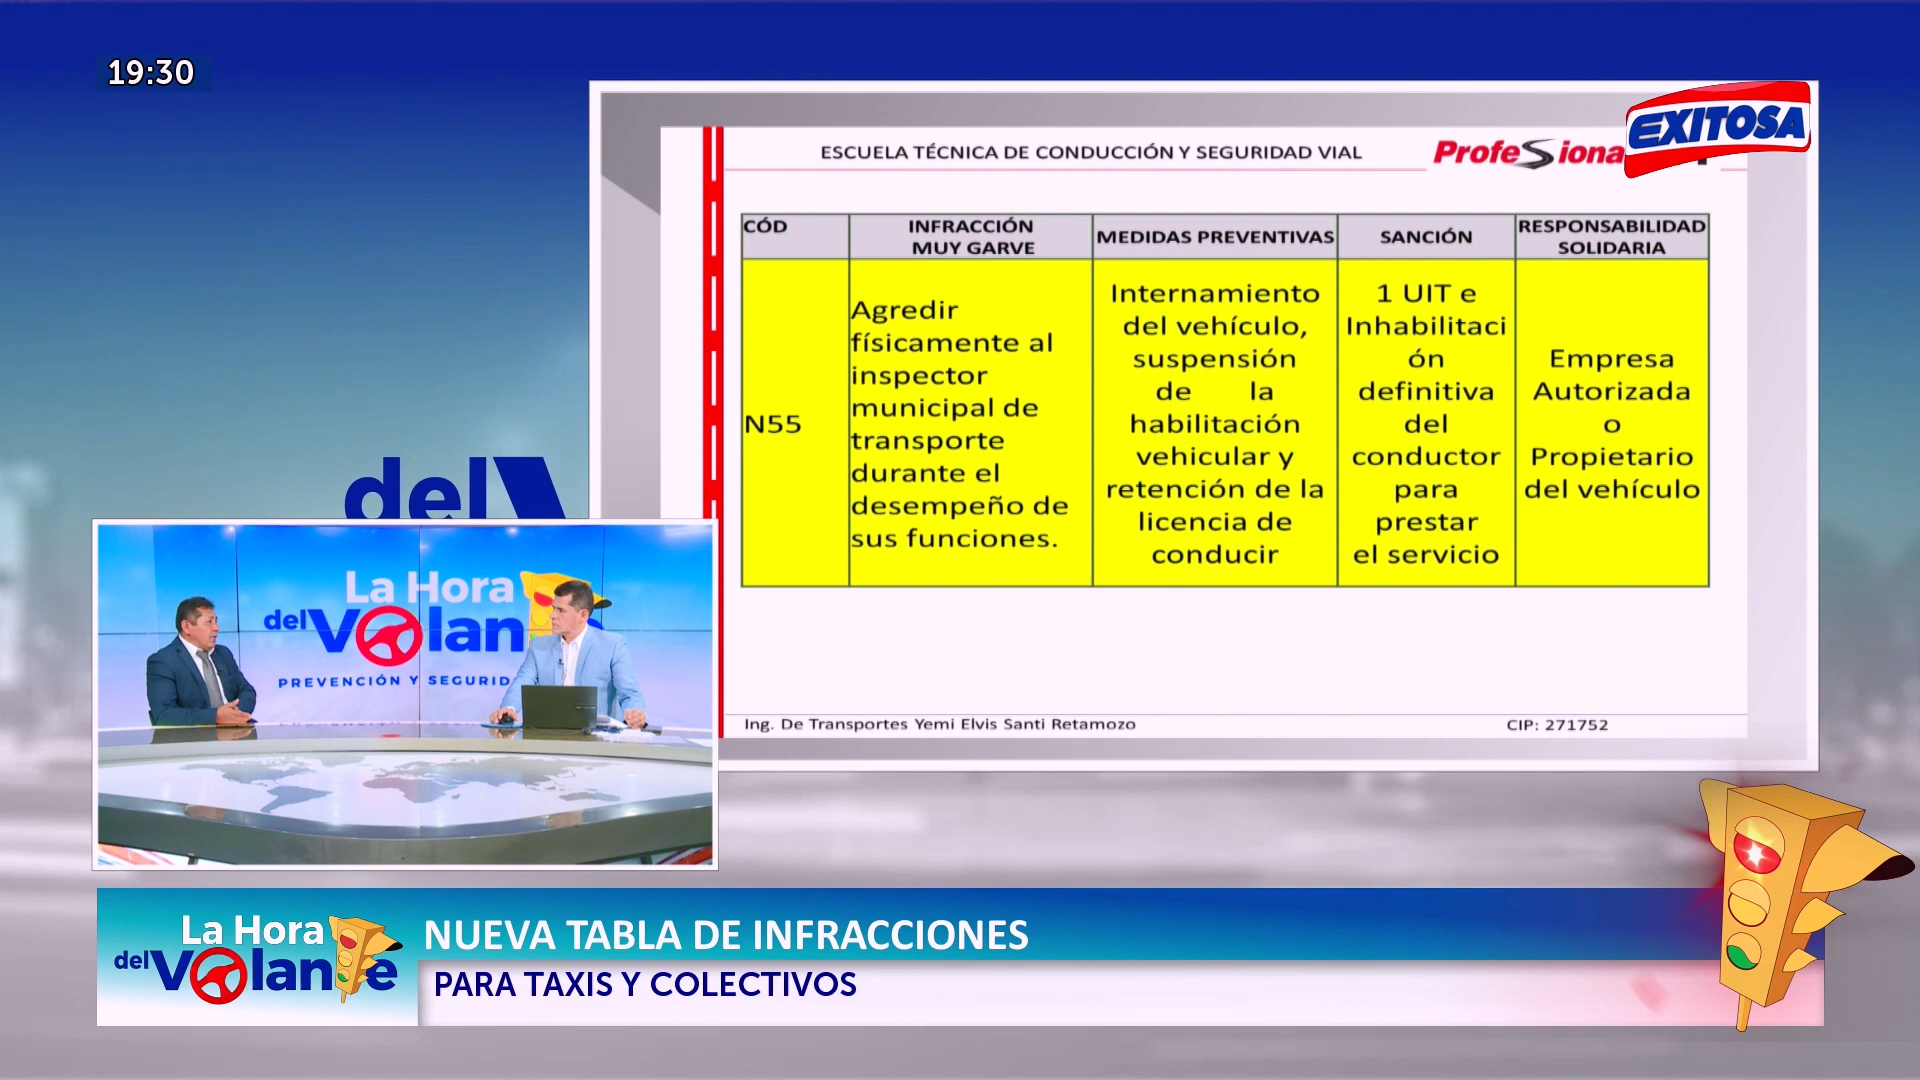 19:30
EXITOSA
ESCUELA TÉCNICA DE CONDUCCIÓN Y SEGURIDAD VIAL
CÓD
INFRACCIÓN
MUY GARVE
MEDIDAS PREVENTIVAS
SANCIÓN
RESPONSABILIDAD
SOLIDARIA
N55
Agredir
físicamente al
inspector
municipal de
transporte
durante el
desempeño de
sus funciones.
Internamiento
del vehículo,
suspensión
de la
habilitación
vehicular y
retención de la
licencia de
conducir
1 UIT e
Inhabilitaci
ón
definitiva
del
conductor
para
prestar
el servicio
Empresa
Autorizada
o
Propietario
del vehículo
Ing. De Transportes Yemi Elvis Santi Retamozo
CIP: 271752
del
La Hora
del Volan
PREVENCIÓN Y SEGURID
La Hora
del Volante
NUEVA TABLA DE INFRACCIONES
PARA TAXIS Y COLECTIVOS